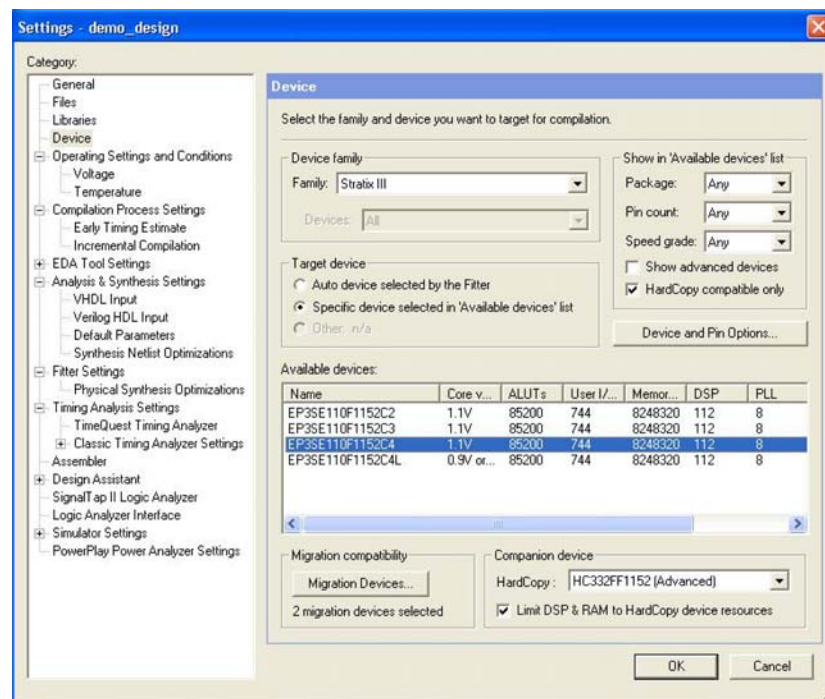 Settings - demo_design
Category:
General
Files
Libraries
Device
Operating Settings and Conditions
Voltage
Temperature
Compilation Process Settings
Early Timing Estimate
Incremental Compilation
EDA Tool Settings
Analysis & Synthesis Settings
VHDL Input
Verilog HDL Input
Default Parameters
Synthesis Netlist Optimizations
Fitter Settings
Physical Synthesis Optimizations
Timing Analysis Settings
TimeQuest Timing Analyzer
Classic Timing Analyzer Settings
Assembler
Design Assistant
SignalTap II Logic Analyzer
Logic Analyzer Interface
Simulator Settings
PowerPlay Power Analyzer Settings
Device
Select the family and device you want to target for compilation.
Device family
Family: Stratix III
Devices: All
Target device
Auto device selected by the Fitter
Specific device selected in 'Available devices' list
Other: n/a
Show in 'Available devices' list
Package: Any
Pin count: Any
Speed grade: Any
Show advanced devices
HardCopy compatible only
Device and Pin Options...
Available devices:
Name Core v... ALUTs User I/... Memor... DSP PLL
EP3SE110F1152C2 1.1V 85200 744 8248320 112 8
EP3SE110F1152C3 1.1V 85200 744 8248320 112 8
EP3SE110F1152C4 1.1V 85200 744 8248320 112 8
EP3SE110F1152C4L 0.9V or... 85200 744 8248320 112 8
Migration compatibility
Migration Devices...
2 migration devices selected
Companion device
HardCopy : HC332FF1152 (Advanced)
Limit DSP & RAM to HardCopy device resources
OK Cancel